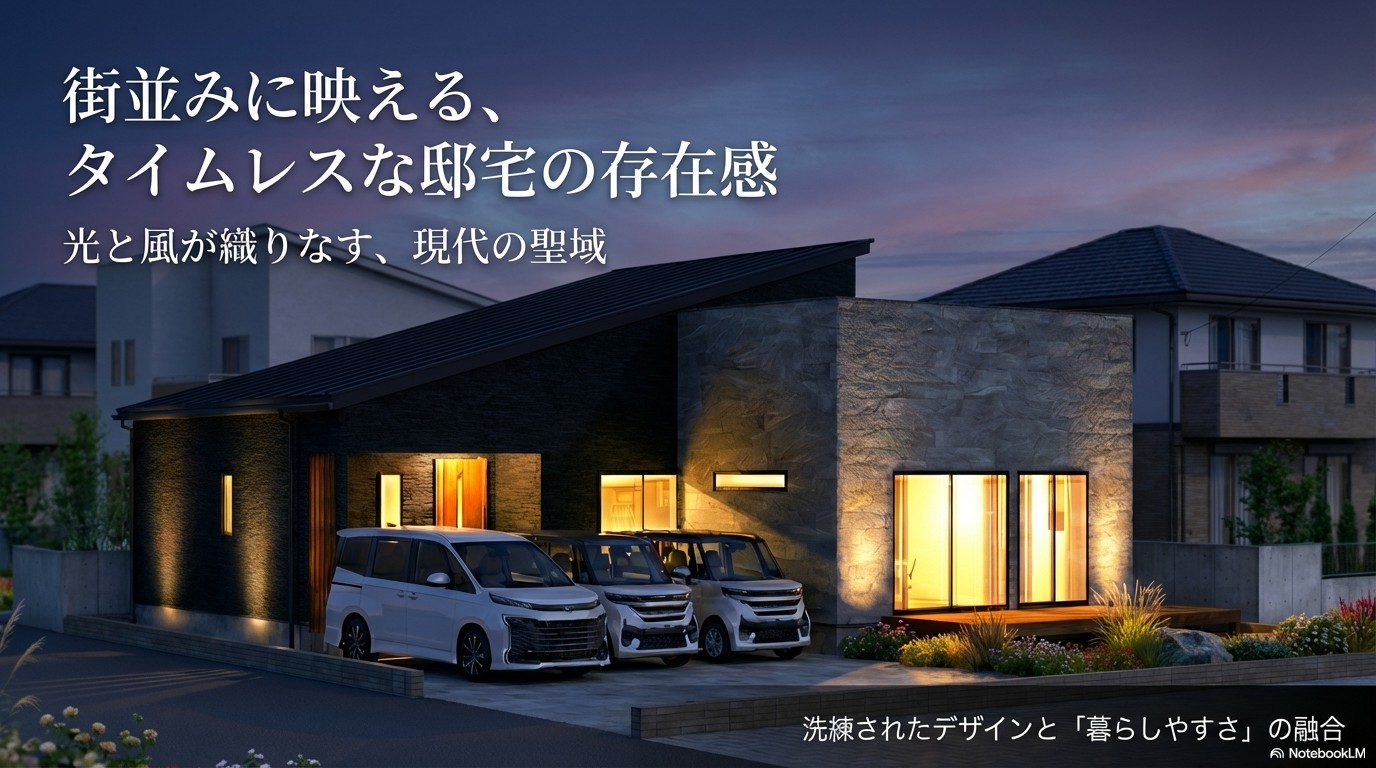 街並みに映える、
タイムレスな邸宅の存在感
光と風が織りなす、現代の聖域
洗練されたデザインと「暮らしやすさ」の融合
NotebookLM